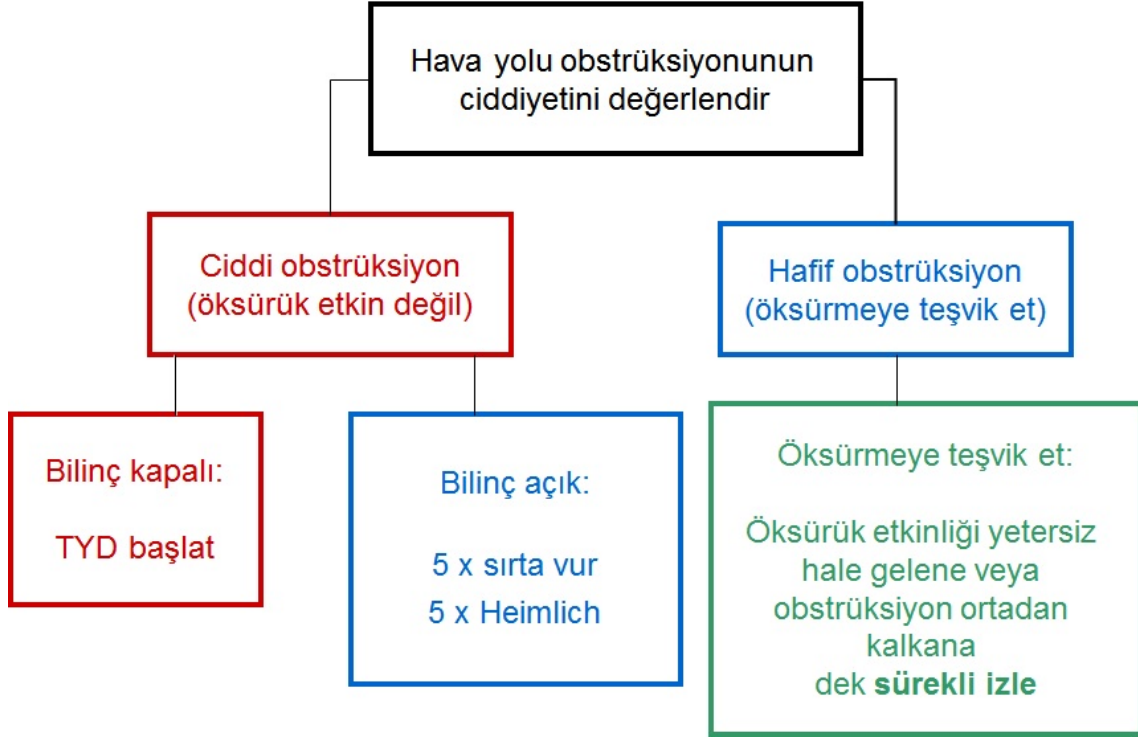 Hava yolu obstrüksiyonunun
ciddiyetini değerlendir
Ciddi obstrüksiyon
(öksürük etkin değil)
Hafif obstrüksiyon
(öksürmeye teşvik et)
Bilinç kapalı:
TYD başlat
Bilinç açık:
5 x sırta vur
5 x Heimlich
Öksürmeye teşvik et:
Öksürük etkinliği yetersiz
hale gelene veya
obstrüksiyon ortadan
kalkana
dek sürekli izle